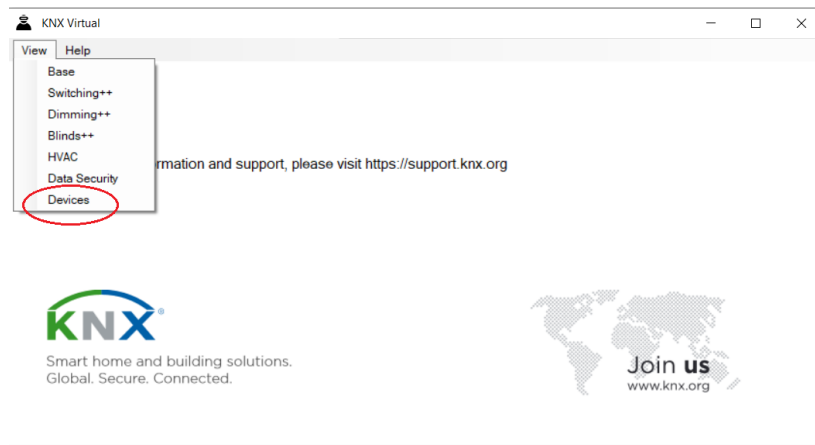 KNX Virtual
View Help
Base
Switching++
Dimming++
Blinds++
HVAC
rmation and support, please visit https://support.knx.org
Data Security
Devices
KNX®
Smart home and building solutions.
Global. Secure. Connected.
Join us
www.knx.org